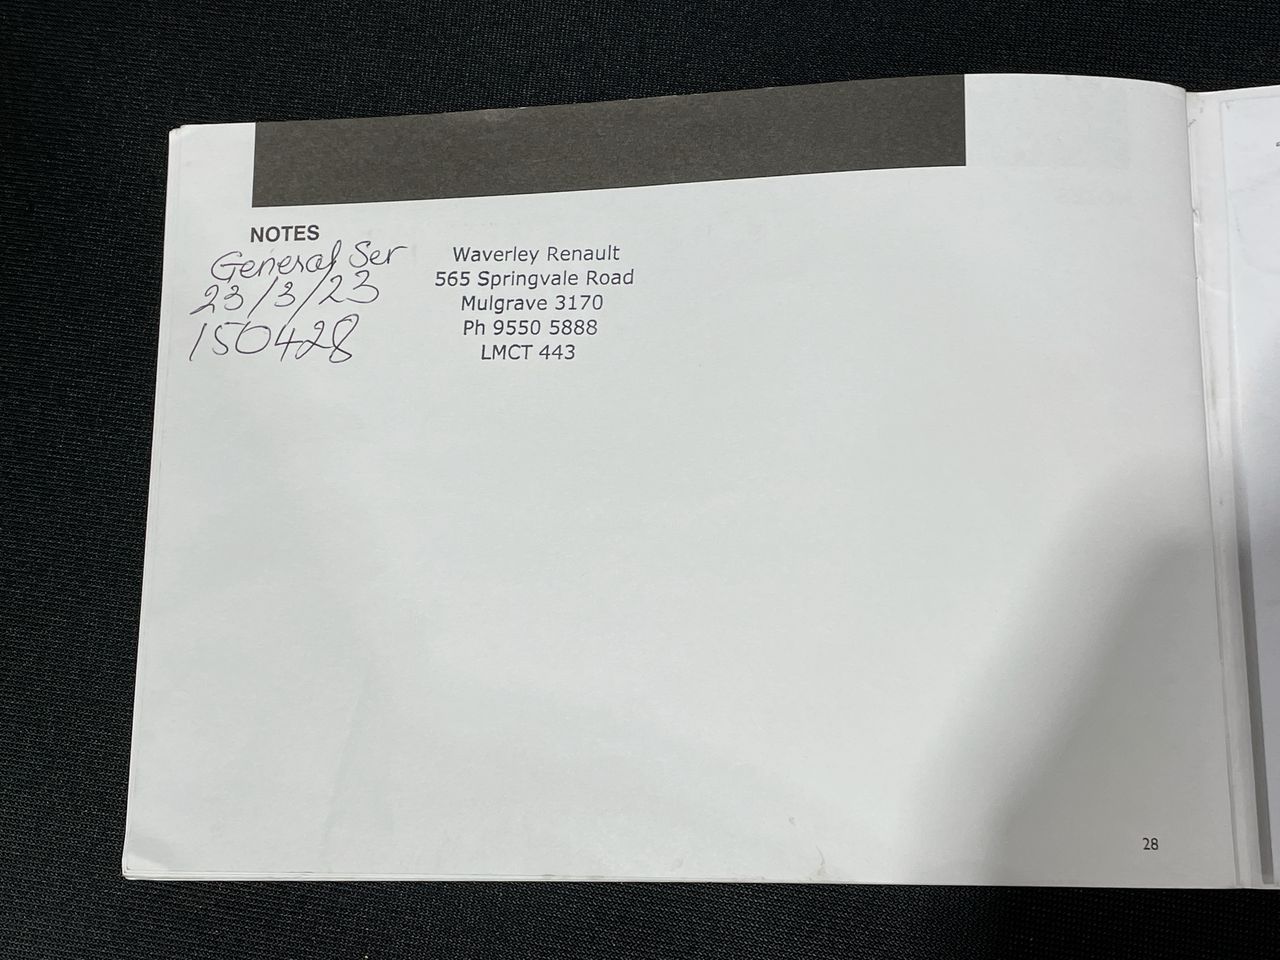 NOTES
General Ser
23/3/23
150428
Waverley Renault
565 Springvale Road
Mulgrave 3170
Ph 9550 5888
LMCT 443
28